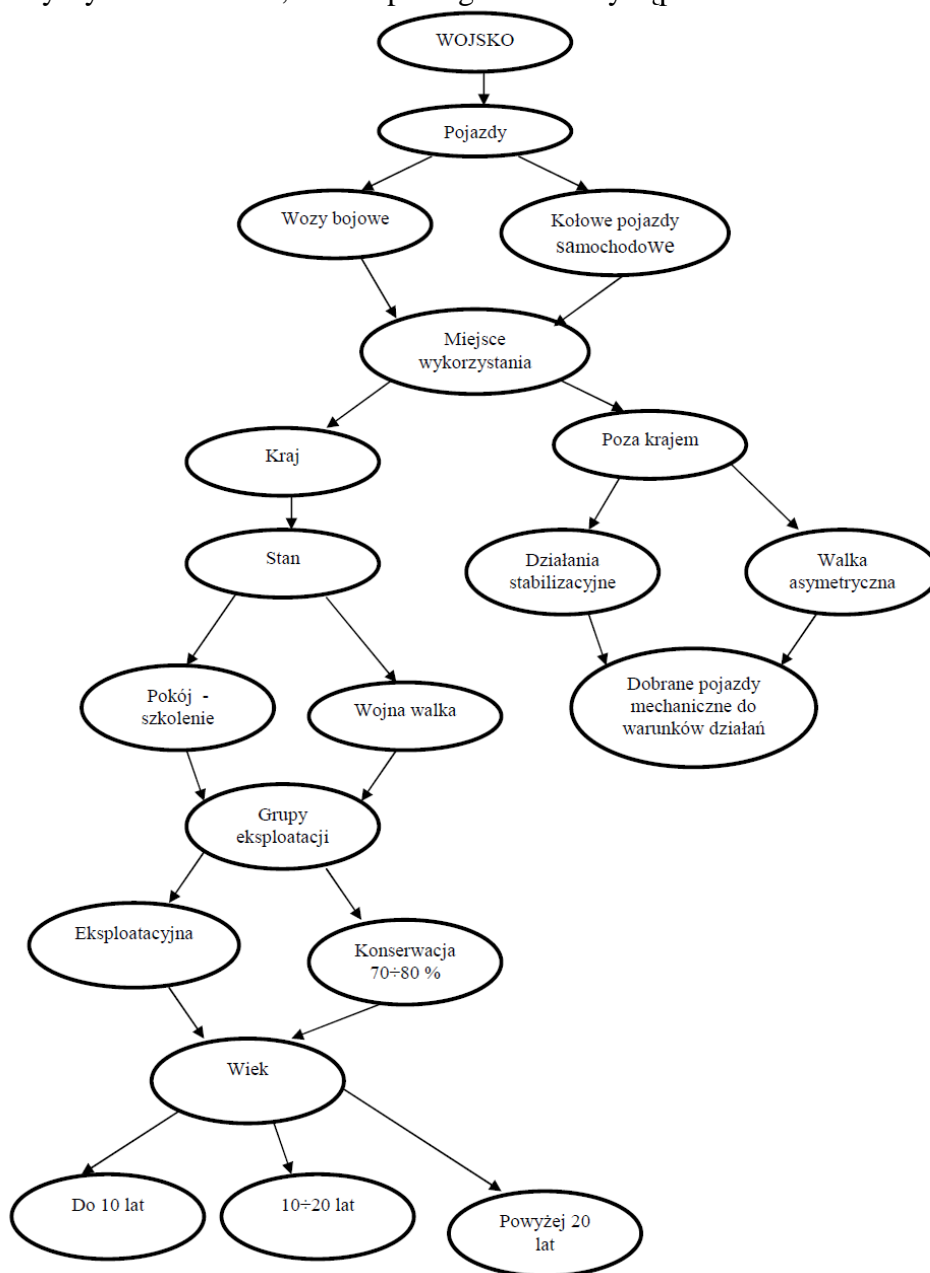 WOJSKO
Pojazdy
Wozy bojowe
Kołowe pojazdy
samochodowe
Miejsce
wykorzystania
Kraj
Poza krajem
Stan
Działania
stabilizacyjne
Walka
asymetryczna
Pokój -
szkolenie
Wojna walka
Dobrane pojazdy
mechaniczne do
warunków działań
Grupy
eksploatacji
Eksploatacyjna
Konserwacja
70÷80 %
Wiek
Do 10 lat
10÷20 lat
Powyżej 20
lat